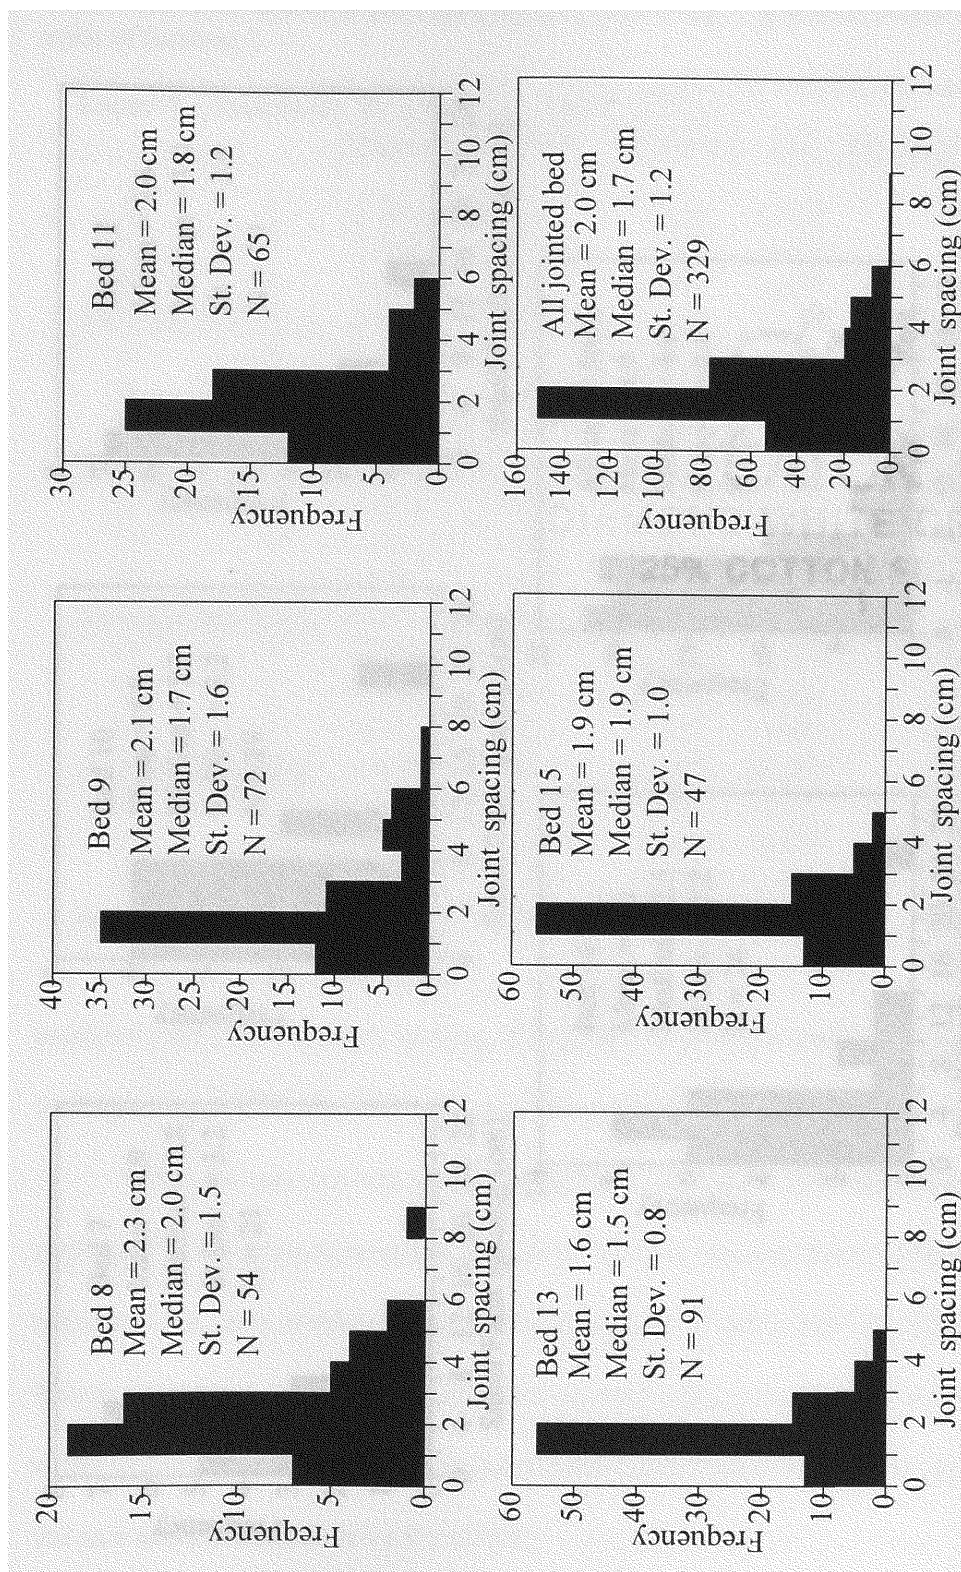 Bed 8
Mean = 2.3 cm
Median = 2.0 cm
St. Dev. = 1.5
N = 54
Frequency
20
15
10
5
0
0 2 4 6 8 10 12
Joint spacing (cm)
Bed 9
Mean = 2.1 cm
Median = 1.7 cm
St. Dev. = 1.6
N = 72
Frequency
40
35
30
25
20
15
10
5
0
0 2 4 6 8 10 12
Joint spacing (cm)
Bed 11
Mean = 2.0 cm
Median = 1.8 cm
St. Dev. = 1.2
N = 65
Frequency
30
25
20
15
10
5
0
0 2 4 6 8 10 12
Joint spacing (cm)
Bed 13
Mean = 1.6 cm
Median = 1.5 cm
St. Dev. = 0.8
N = 91
Frequency
60
50
40
30
20
10
0
0 2 4 6 8 10 12
Joint spacing (cm)
Bed 15
Mean = 1.9 cm
Median = 1.9 cm
St. Dev. = 1.0
N = 47
Frequency
60
50
40
30
20
10
0
0 2 4 6 8 10 12
Joint spacing (cm)
All jointed bed
Mean = 2.0 cm
Median = 1.7 cm
St. Dev. = 1.2
N = 329
Frequency
160
140
120
100
80
60
40
20
0
0 2 4 6 8 10 12
Joint spacing (cm)
25% COTTON